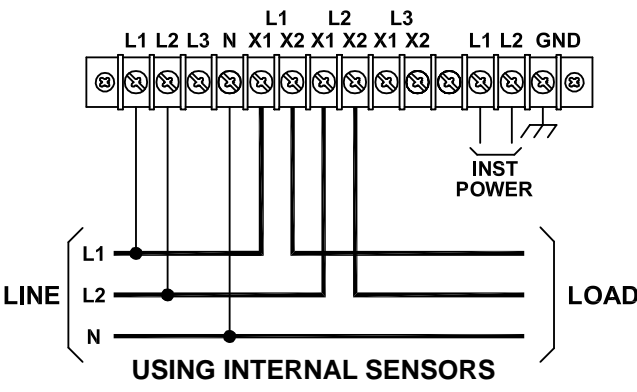 L1 L2 L3
L1 L2 L3 N X1 X2 X1 X2 X1 X2 L1 L2 GND
INST
POWER
L1
LINE L2 LOAD
N
USING INTERNAL SENSORS